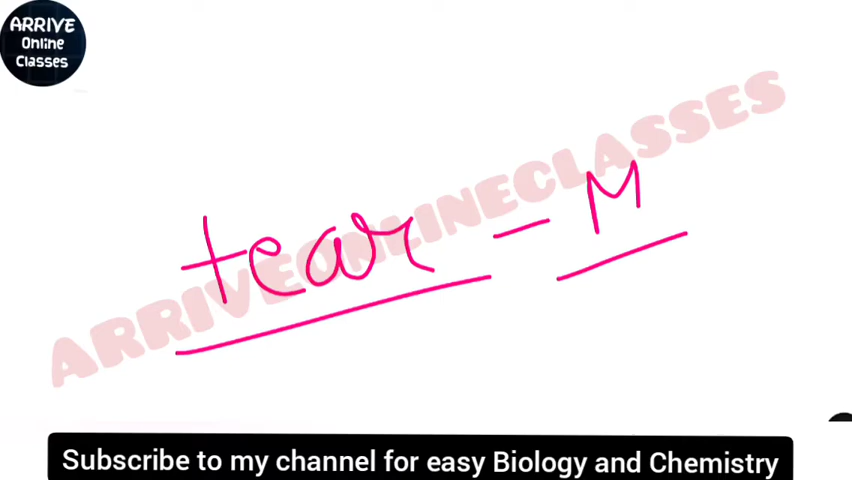 ARRIVE
Online
Classes
ARRIVEONLINECLASSES
tear - M
Subscribe to my channel for easy Biology and Chemistry